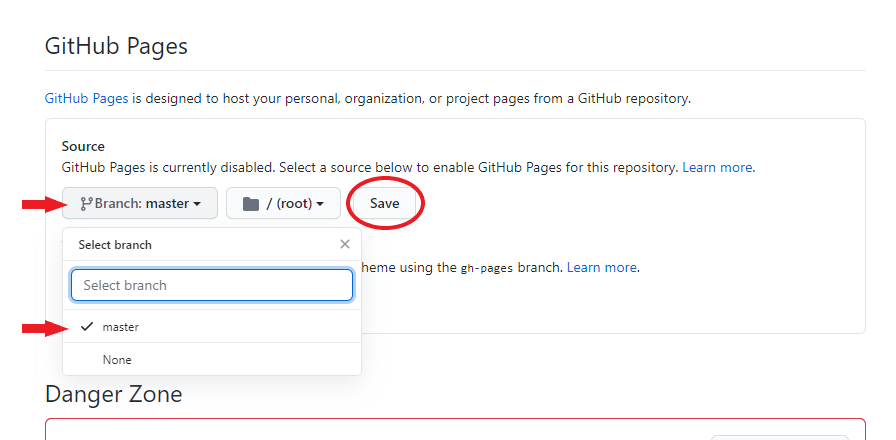 GitHub Pages
GitHub Pages is designed to host your personal, organization, or project pages from a GitHub repository.
Source
GitHub Pages is currently disabled. Select a source below to enable GitHub Pages for this repository. Learn more.
Branch: master / (root) Save
Select branch
heme using the gh-pages branch. Learn more.
Select branch
master
None
Danger Zone